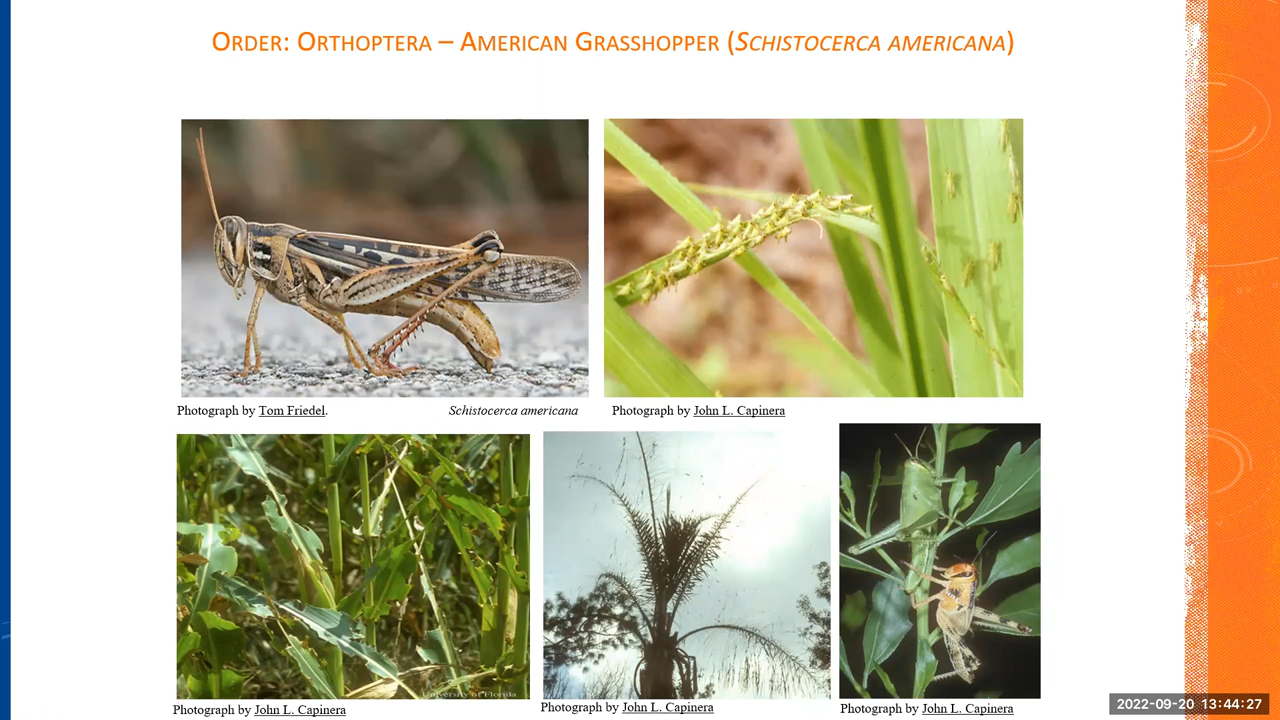 ORDER: ORTHOPTERA – AMERICAN GRASSHOPPER (SCHISTOCERCA AMERICANA)
Photograph by Tom Friedel.
Schistocerca americana
Photograph by John L. Capinera
University of Florida
Photograph by John L. Capinera
Photograph by John L. Capinera
Photograph by John L. Capinera
2022-09-20 13:44:27